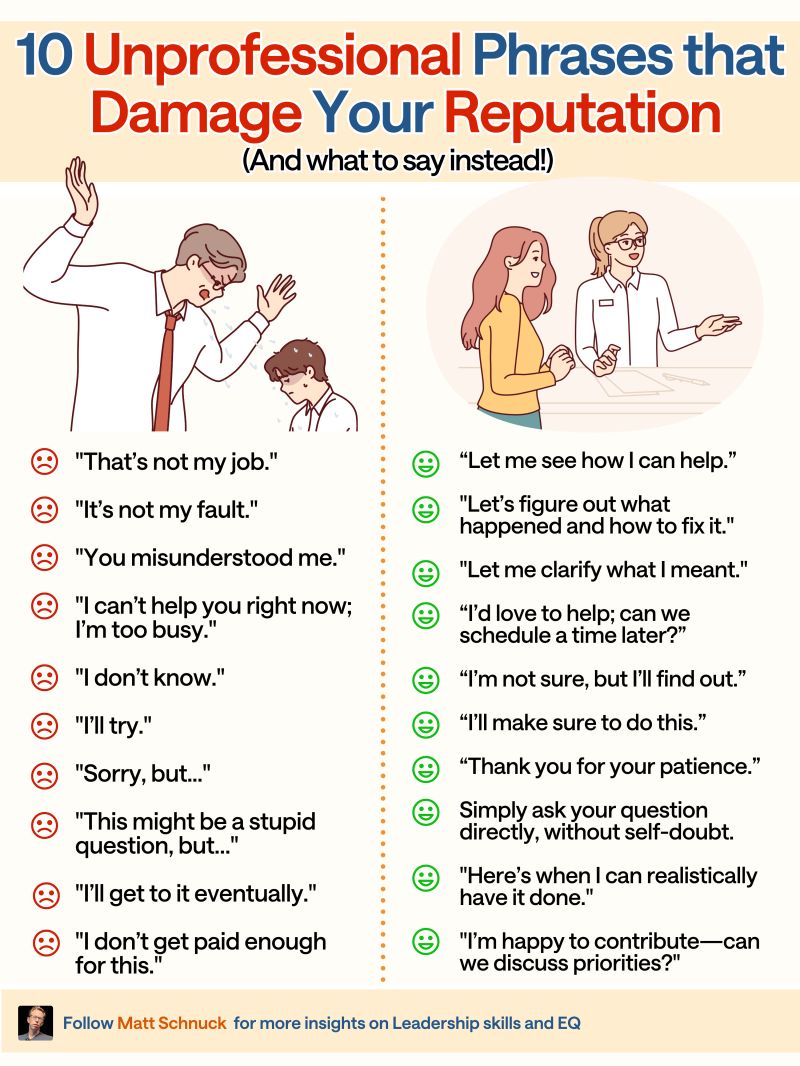 10 Unprofessional Phrases that
Damage Your Reputation
(And what to say instead!)
"That’s not my job."
"It’s not my fault."
"You misunderstood me."
"I can’t help you right now;
I’m too busy."
"I don’t know."
"I’ll try."
"Sorry, but..."
"This might be a stupid
question, but..."
"I’ll get to it eventually."
"I don’t get paid enough
for this."
“Let me see how I can help.”
"Let’s figure out what
happened and how to fix it."
"Let me clarify what I meant."
“I’d love to help; can we
schedule a time later?”
“I’m not sure, but I’ll find out.”
“I’ll make sure to do this.”
“Thank you for your patience.”
Simply ask your question
directly, without self-doubt.
"Here’s when I can realistically
have it done."
"I’m happy to contribute—can
we discuss priorities?"
Follow Matt Schnuck for more insights on Leadership skills and EQ